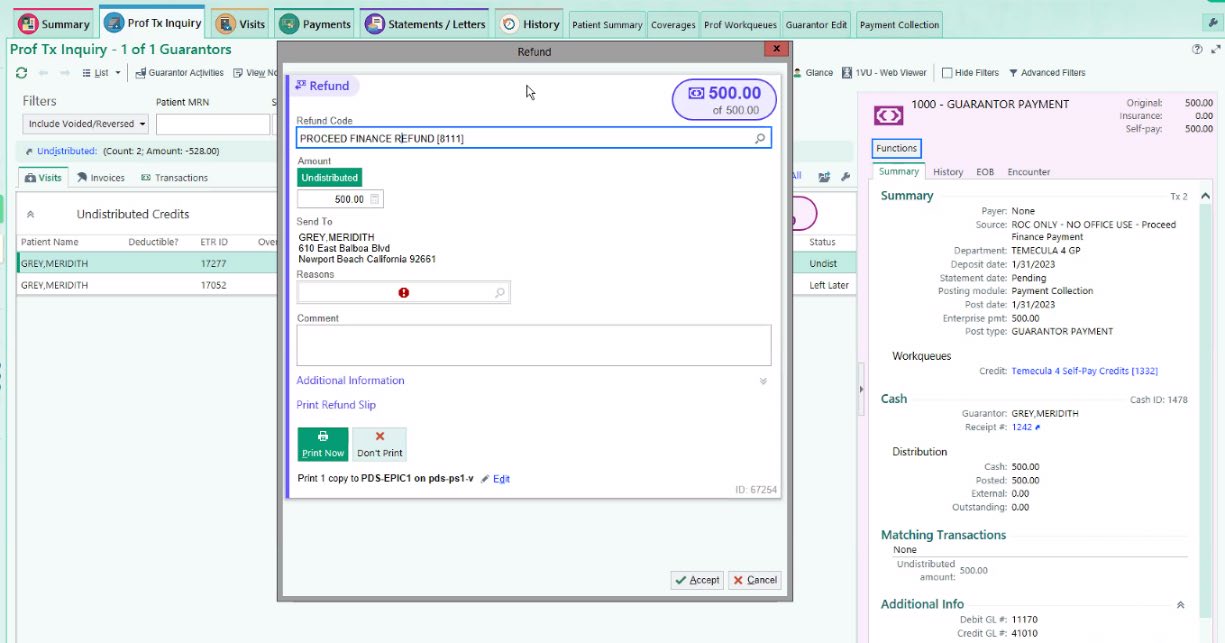 Summary Prof Tx Inquiry Visits Payments Statements / Letters History Patient Summary Coverages Prof Workqueues Guarantor Edit Payment Collection
Prof Tx Inquiry - 1 of 1 Guarantors
List Guarantor Activities View No
Glance 1VU - Web Viewer Hide Filters Advanced Filters
Filters
Patient MRN
Include Voided/Reversed
Undistributed: (Count: 2; Amount: -528.00)
Visits Invoices Transactions
All
Undistributed Credits
Patient Name Deductible? ETR ID Over
Status
GREY,MERIDITH 17277
Undist
GREY,MERIDITH 17052
Left Later
Refund
x
Refund
500.00
of 500.00
Refund Code
PROCEED FINANCE REFUND [8111]
Amount
Undistributed
500.00
Send To
GREY,MERIDITH
610 East Balboa Blvd
Newport Beach California 92661
Reasons
Comment
Additional Information
Print Refund Slip
Print Now Don't Print
Print 1 copy to PDS-EPIC1 on pds-ps1-v Edit
ID: 67254
Accept Cancel
1000 - GUARANTOR PAYMENT
Original: 500.00
Insurance: 0.00
Self-pay: 500.00
Functions
Summary History EOB Encounter
Summary Tx 2
Payer: None
Source: ROC ONLY - NO OFFICE USE - Proceed
Finance Payment
Department: TEMECULA 4 GP
Deposit date: 1/31/2023
Statement date: Pending
Posting module: Payment Collection
Post date: 1/31/2023
Enterprise pmt: 500.00
Post type: GUARANTOR PAYMENT
Workqueues
Credit: Temecula 4 Self-Pay Credits [1332]
Cash Cash ID: 1478
Guarantor: GREY,MERIDITH
Receipt #: 1242
Distribution
Cash: 500.00
Posted: 500.00
External: 0.00
Outstanding: 0.00
Matching Transactions
None
Undistributed
amount: 500.00
Additional Info
Debit GL #: 11170
Credit GL #: 41010